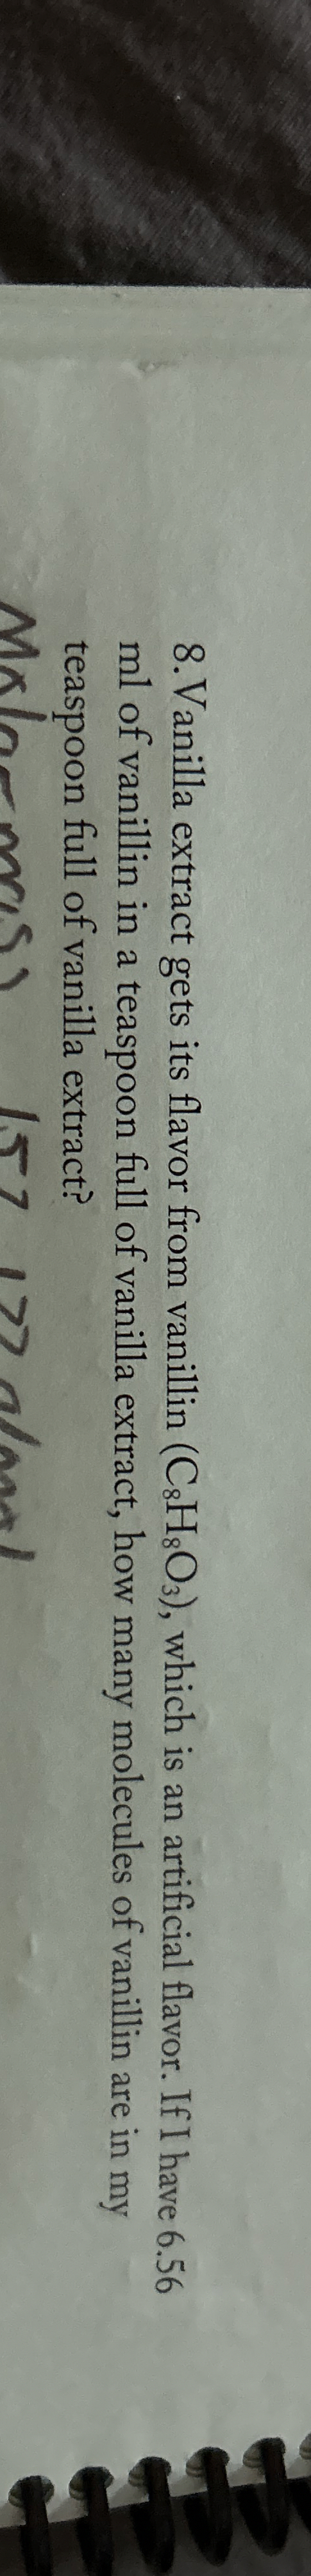 8. Vanilla extract gets its flavor from vanillin (C₈H₈O₃), which is an artificial flavor. If I have 6.56
ml of vanillin in a teaspoon full of vanilla extract, how many molecules of vanillin are in my
teaspoon full of vanilla extract?